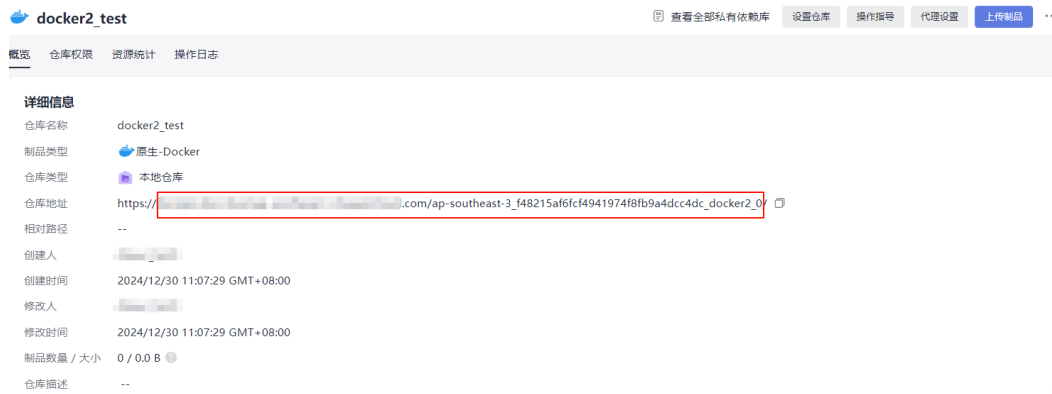 docker2_test 查看全部私有依赖库 设置仓库 操作指导 代理设置 上传制品
概览 仓库权限 资源统计 操作日志
详细信息
仓库名称 docker2_test
制品类型 原生-Docker
仓库类型 本地仓库
仓库地址 https:// .com/ap-southeast-3_f48215af6fcf4941974f8fb9a4dcc4dc_docker2_0/
相对路径 --
创建人
创建时间 2024/12/30 11:07:29 GMT+08:00
修改人
修改时间 2024/12/30 11:07:29 GMT+08:00
制品数量 / 大小 0 / 0.0 B
仓库描述 --